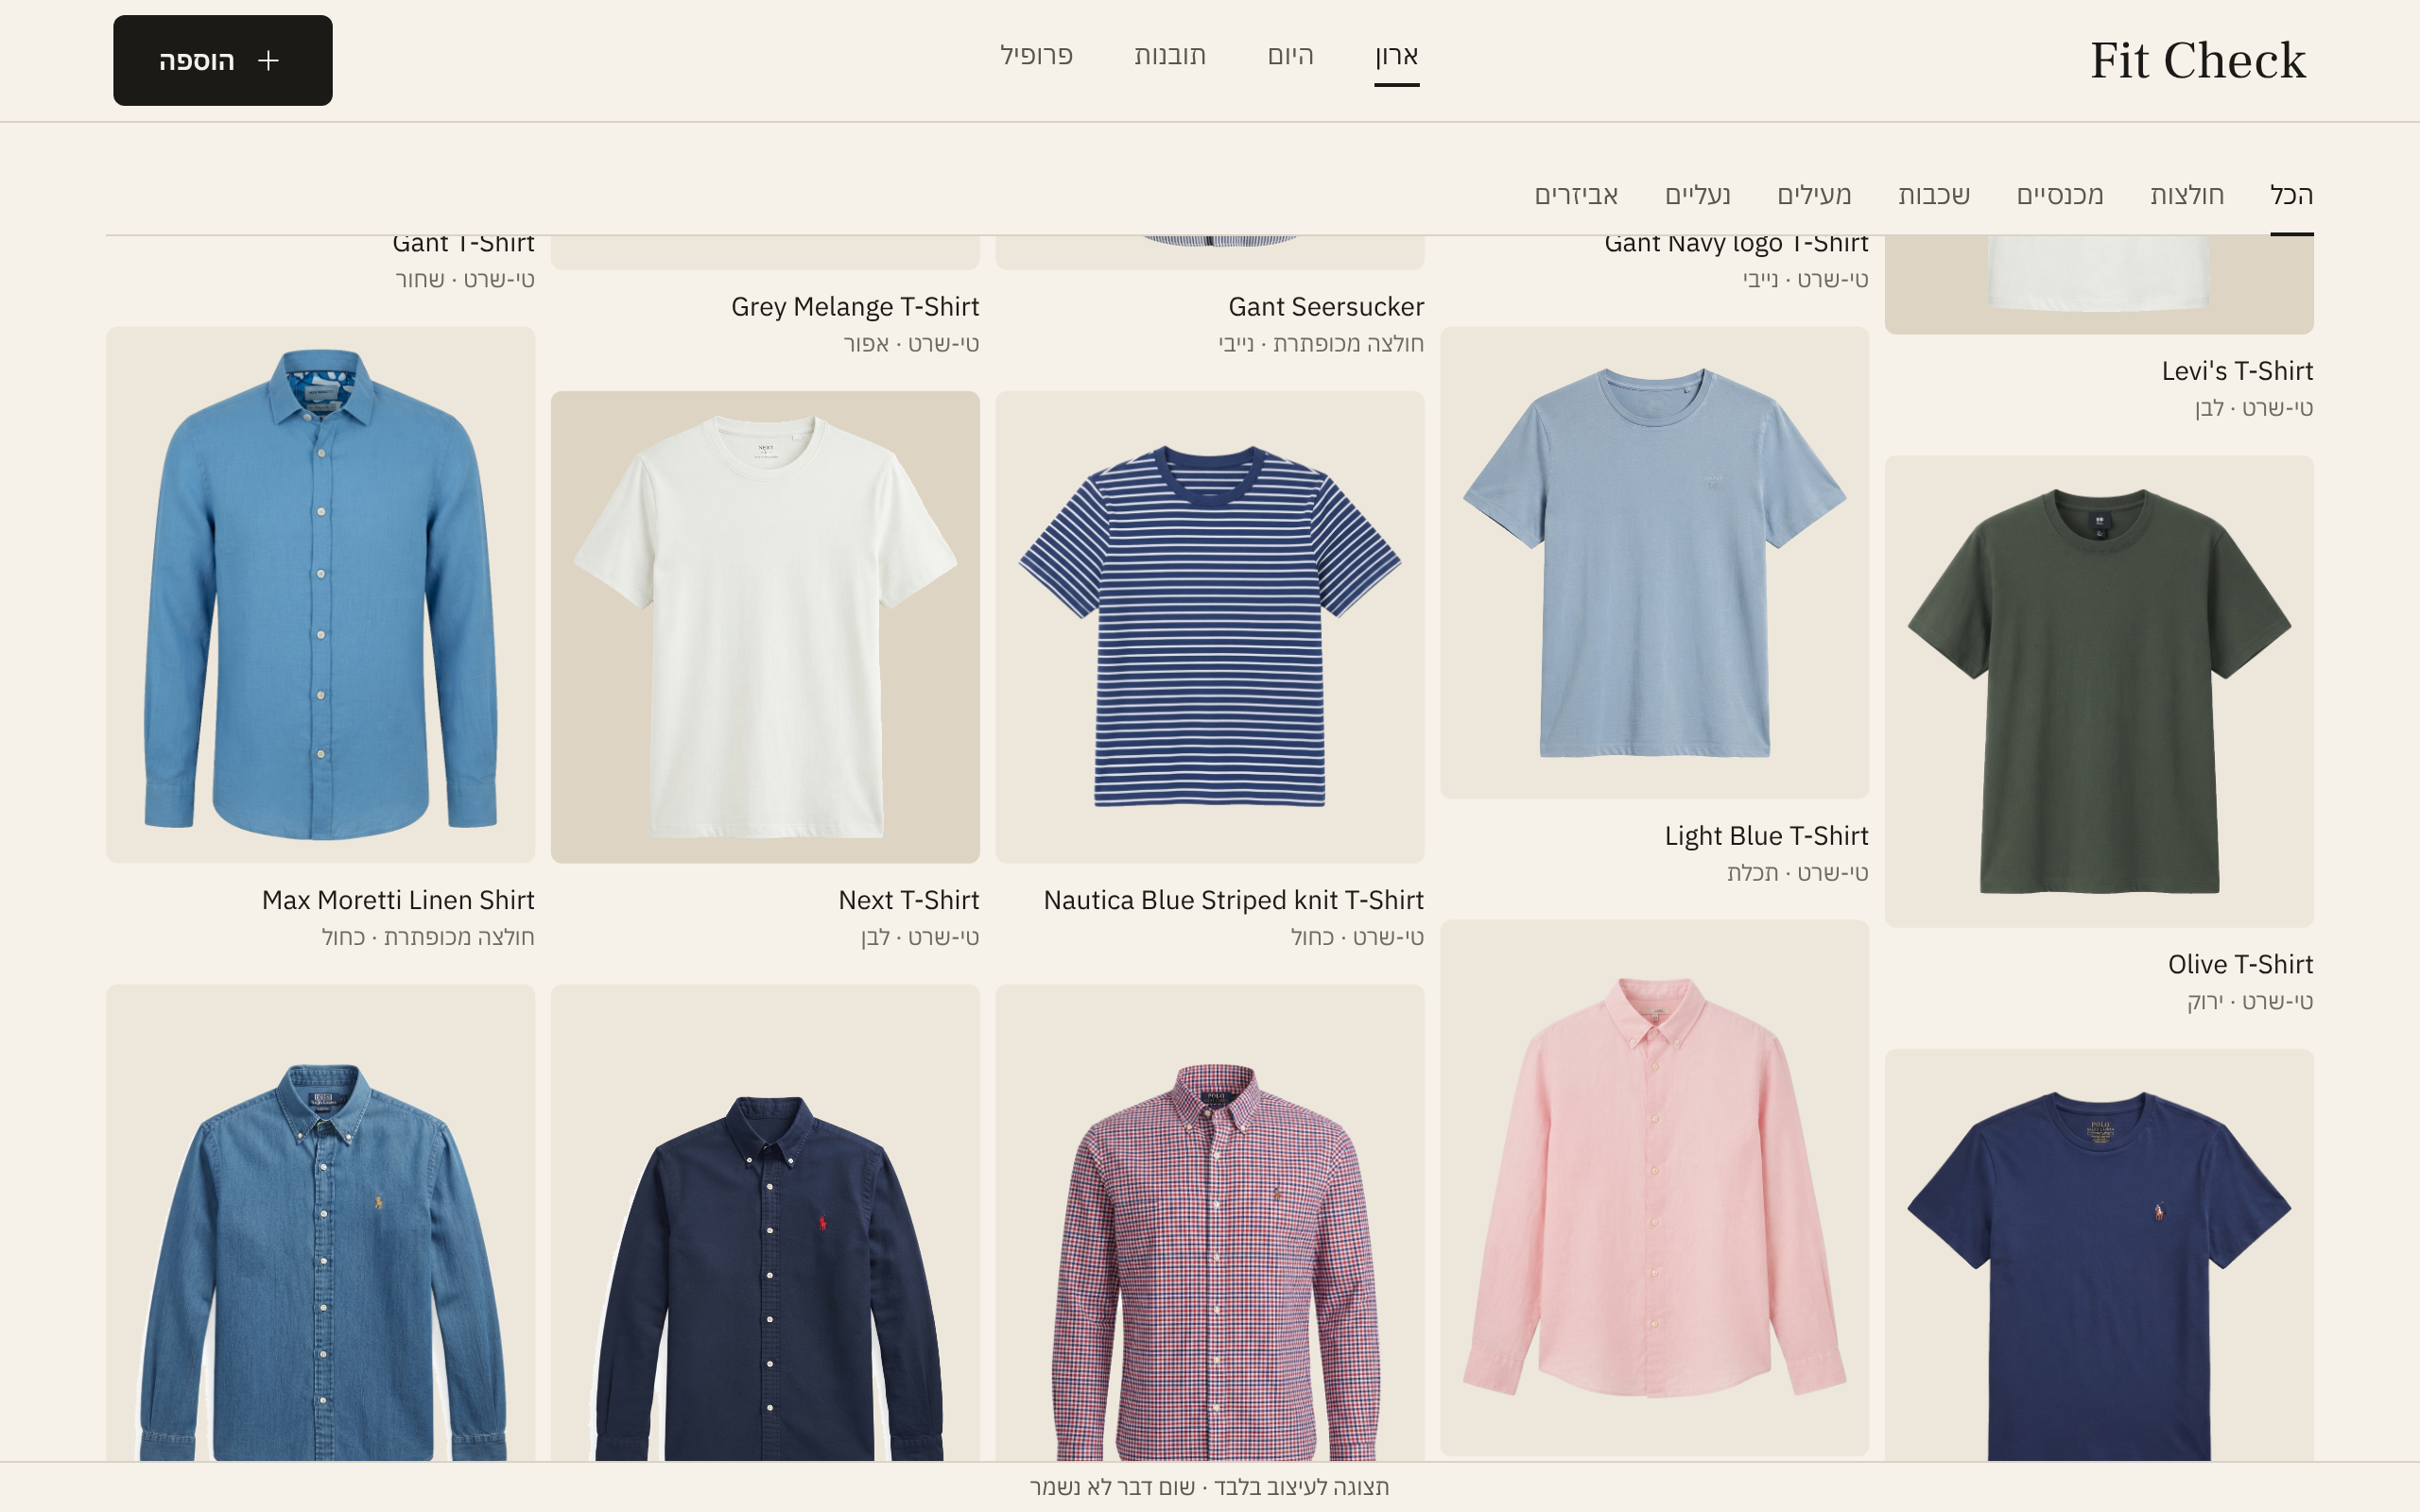 Fit Check
ארון
היום
תובנות
פרופיל
הוספה
הכל
חולצות
מכנסיים
שכבות
מעילים
נעליים
אביזרים
Levi's T-Shirt
טי-שרט · לבן
Olive T-Shirt
טי-שרט · ירוק
POLO
Gant Navy logo T-Shirt
טי-שרט · נייבי
Light Blue T-Shirt
טי-שרט · תכלת
Gant Seersucker
חולצה מכופתרת · נייבי
Nautica Blue Striped knit T-Shirt
טי-שרט · כחול
POLO
Grey Melange T-Shirt
טי-שרט · אפור
NEXT
Next T-Shirt
טי-שרט · לבן
Gant T-Shirt
טי-שרט · שחור
Max Moretti Linen Shirt
חולצה מכופתרת · כחול
תצוגה לעיצוב בלבד · שום דבר לא נשמר